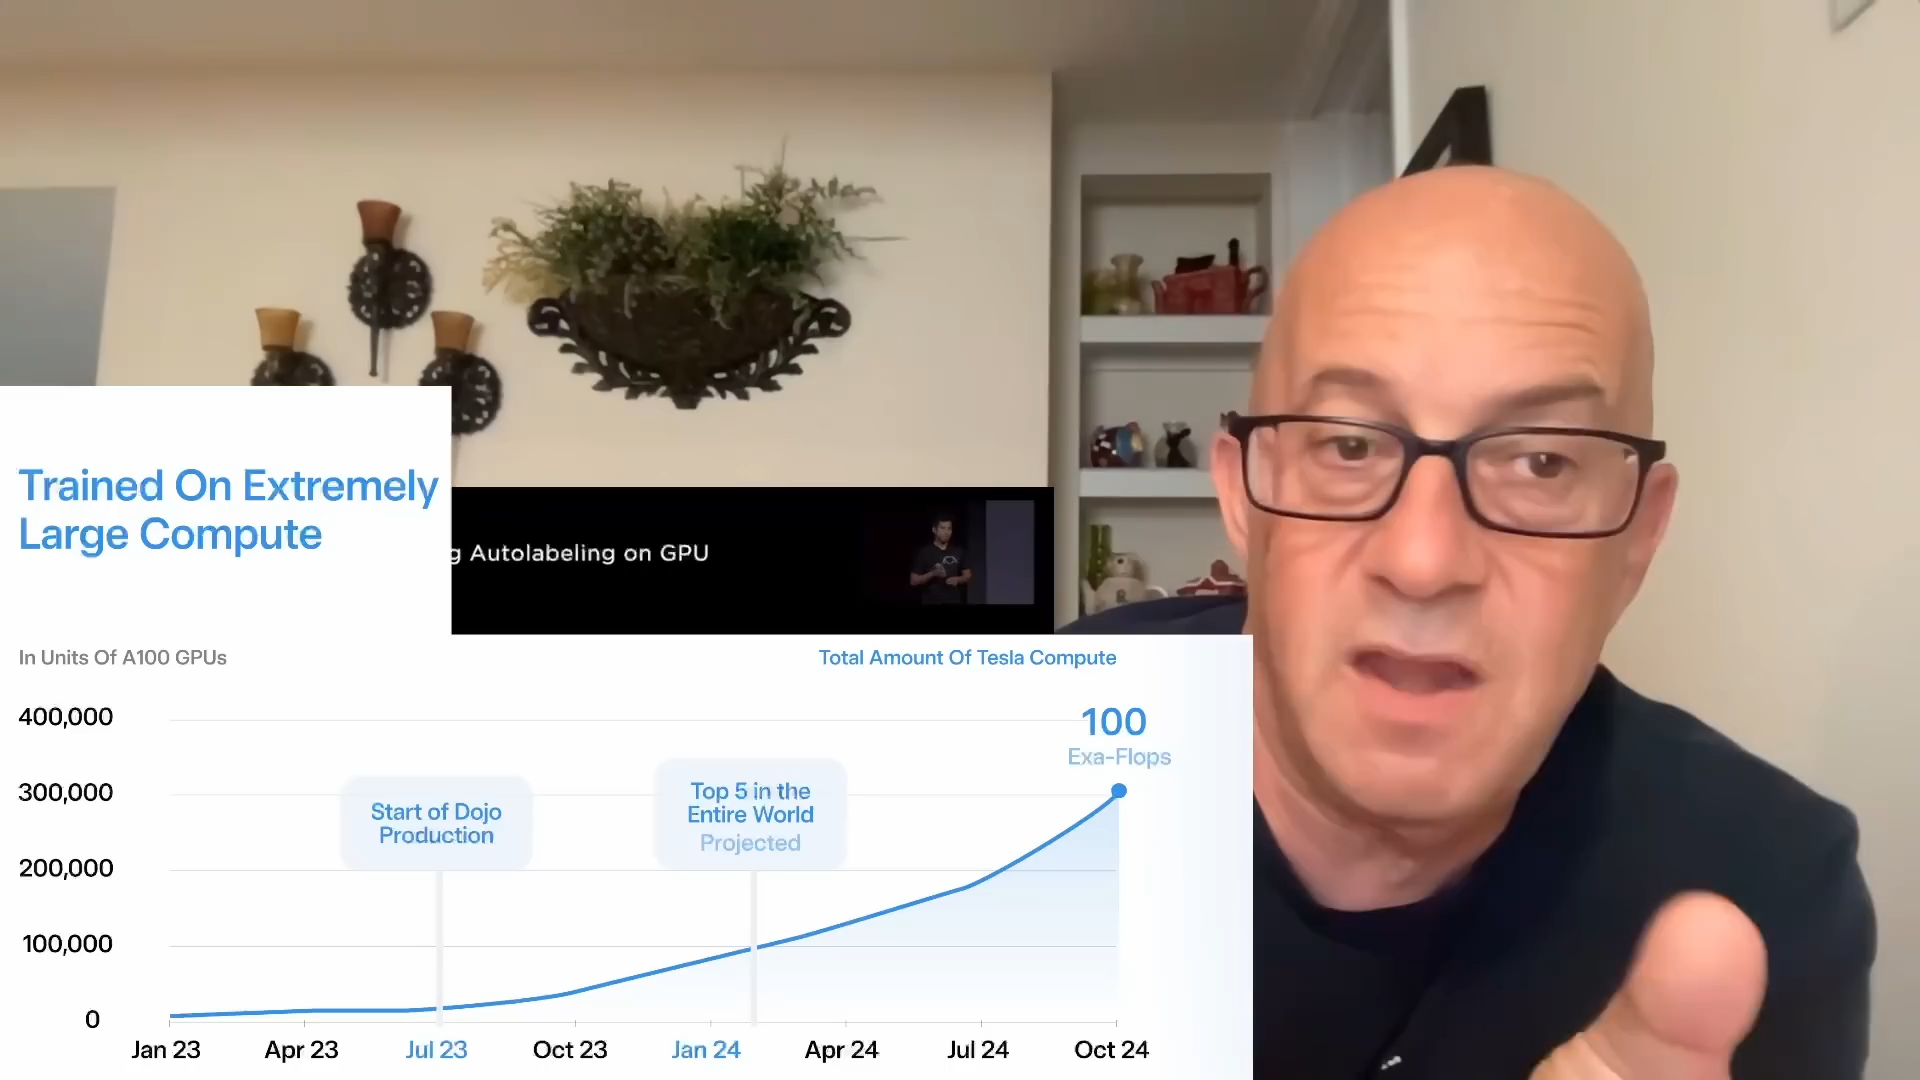 Trained On Extremely
Large Compute
g Autolabeling on GPU
In Units Of A100 GPUs
Total Amount Of Tesla Compute
400,000
300,000
200,000
100,000
0
100
Exa-Flops
Start of Dojo
Production
Top 5 in the
Entire World
Projected
Jan 23
Apr 23
Jul 23
Oct 23
Jan 24
Apr 24
Jul 24
Oct 24